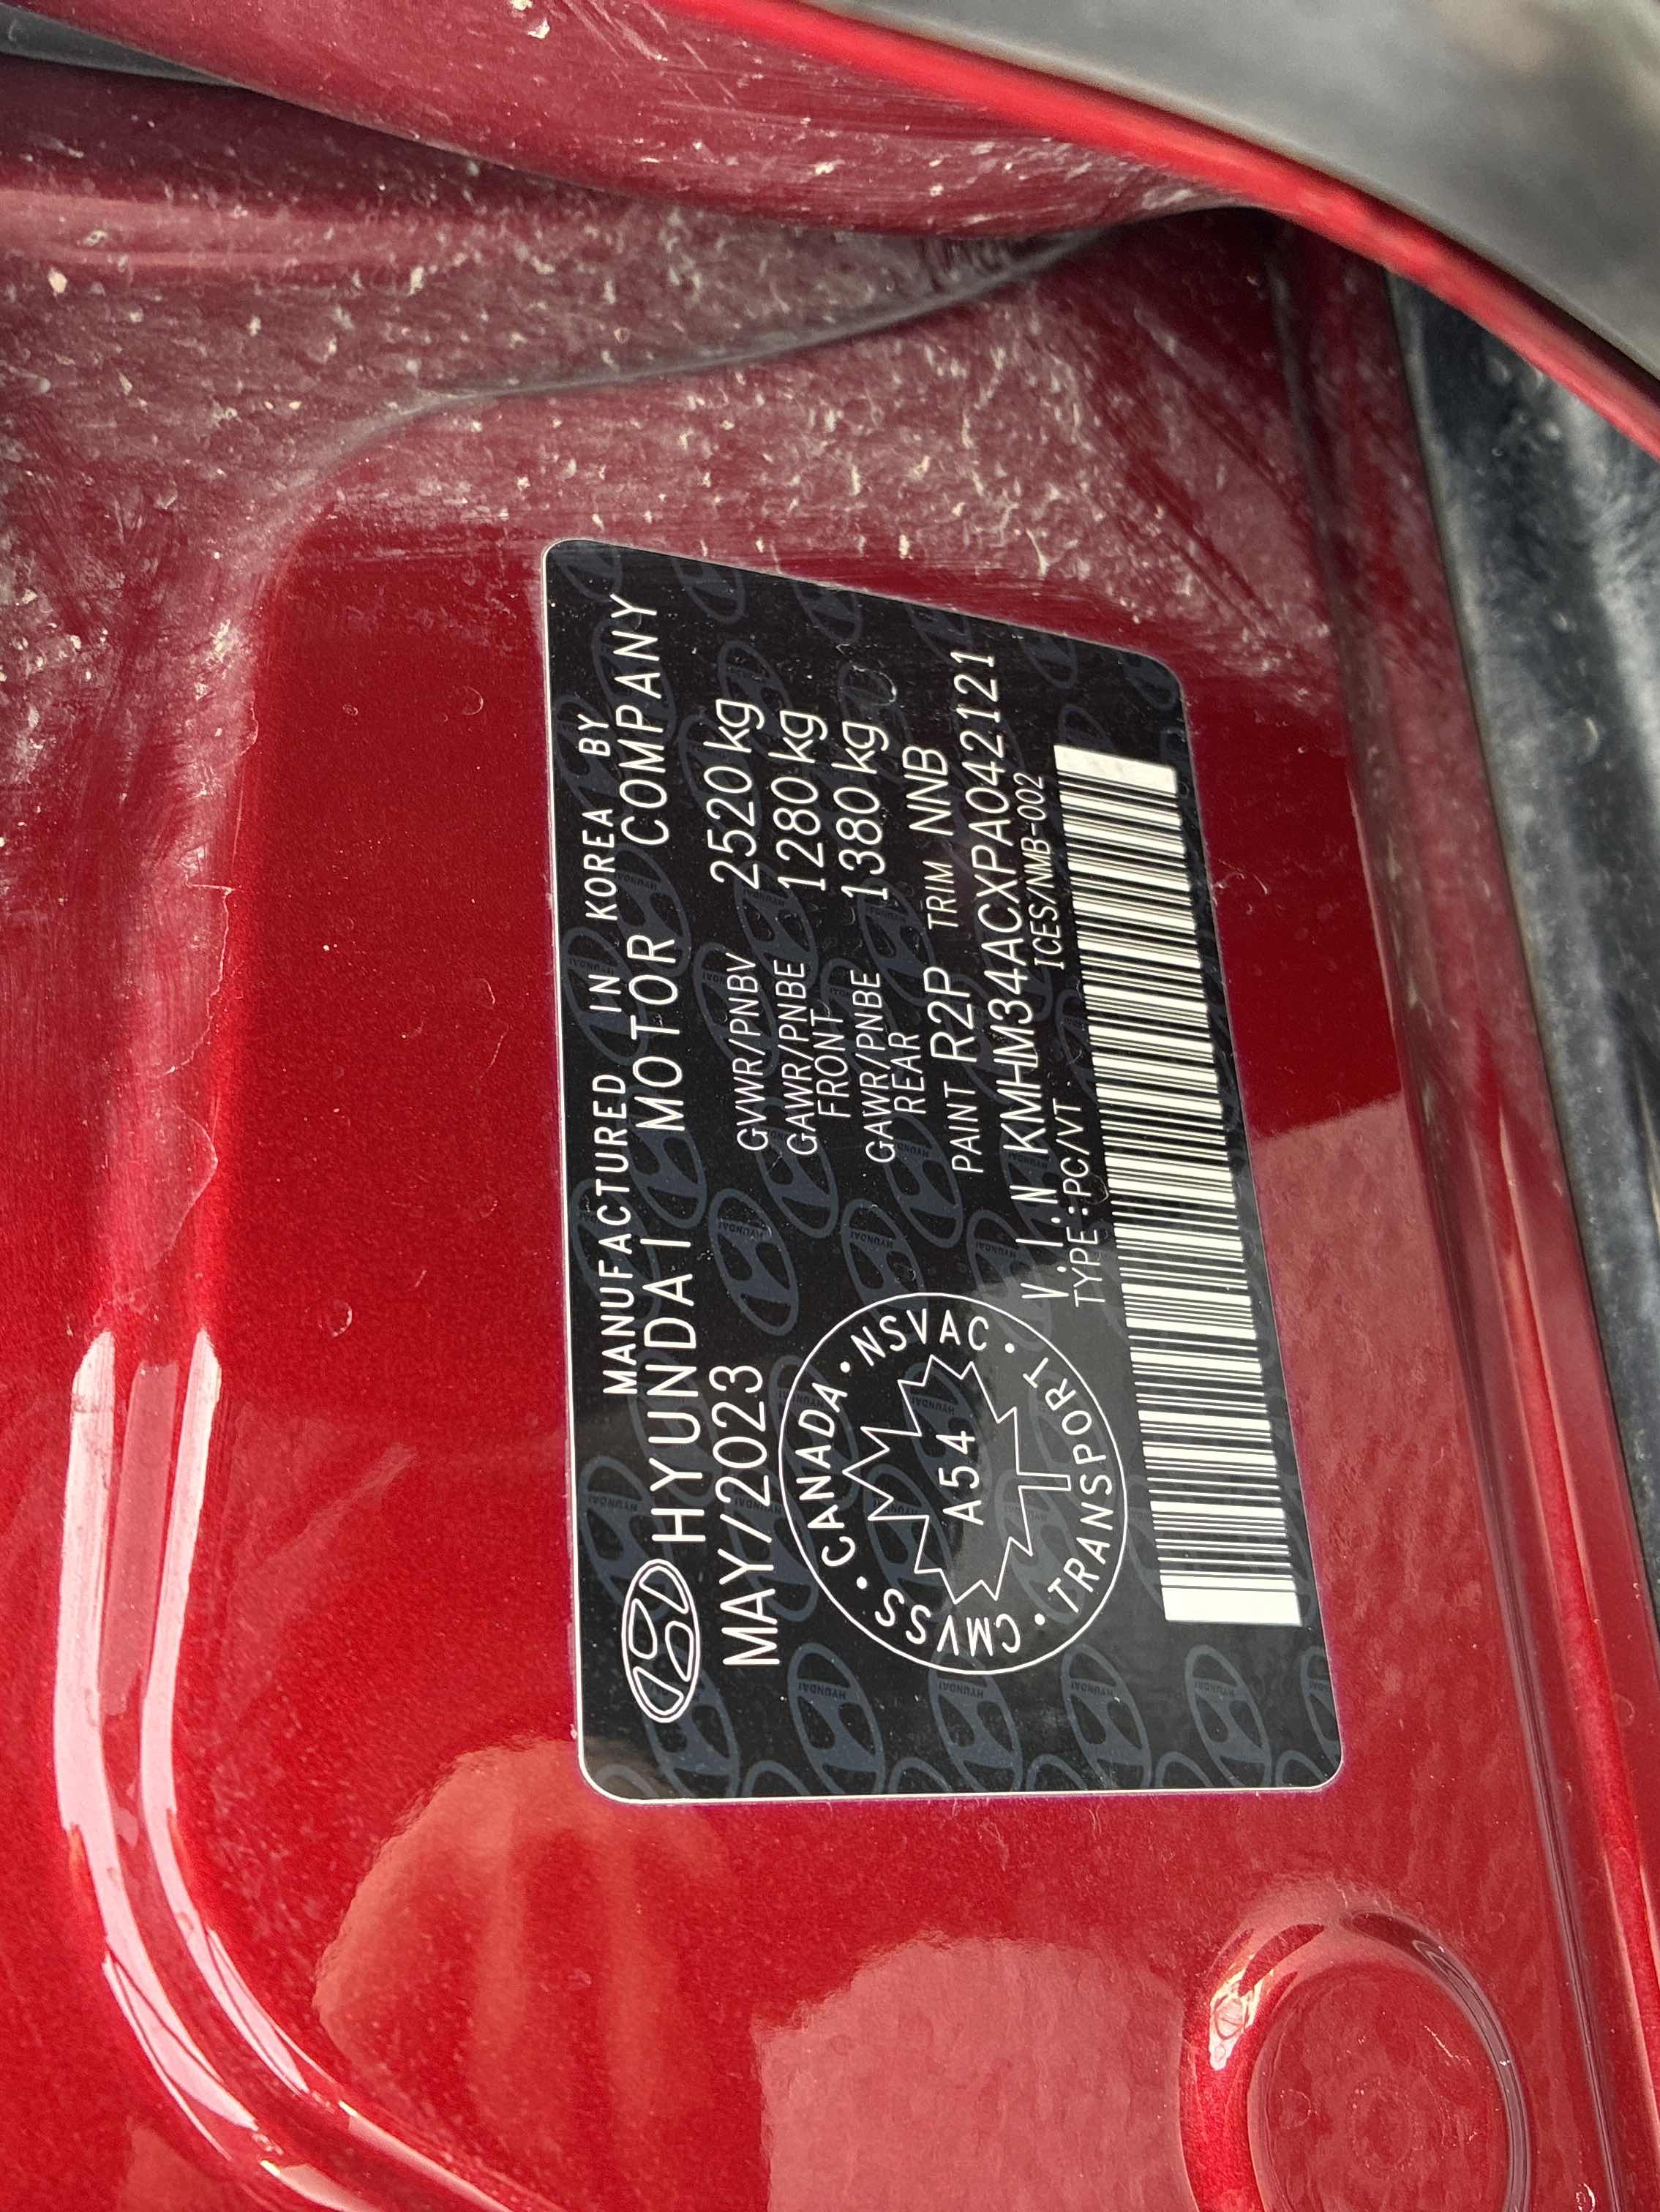 MANUFACTURED IN KOREA BY
HYUNDAI MOTOR COMPANY
MAY/2023
GVWR/PNBV 2520 kg
GAWR/PNBE FRONT 1280 kg
GAWR/PNBE REAR 1380 kg
PAINT R2P TRIM NNB
V.I.N KMHM34ACXPA042121
TYPE:PC/VT ICES/NMB-002
CANADA • NSVAC • TRANSPORT • CMVSS •
A54